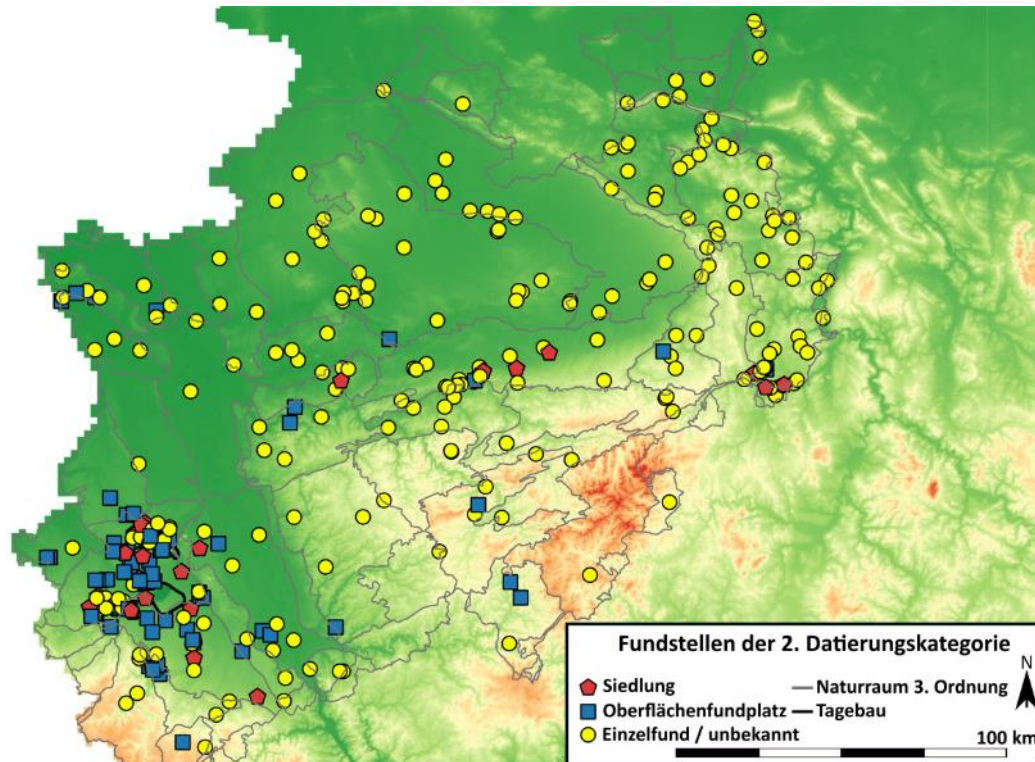 Fundstellen der 2. Datierungskategorie
Siedlung
Naturraum 3. Ordnung
N
Oberflächenfundplatz
Tagebau
Einzelfund / unbekannt
100 km